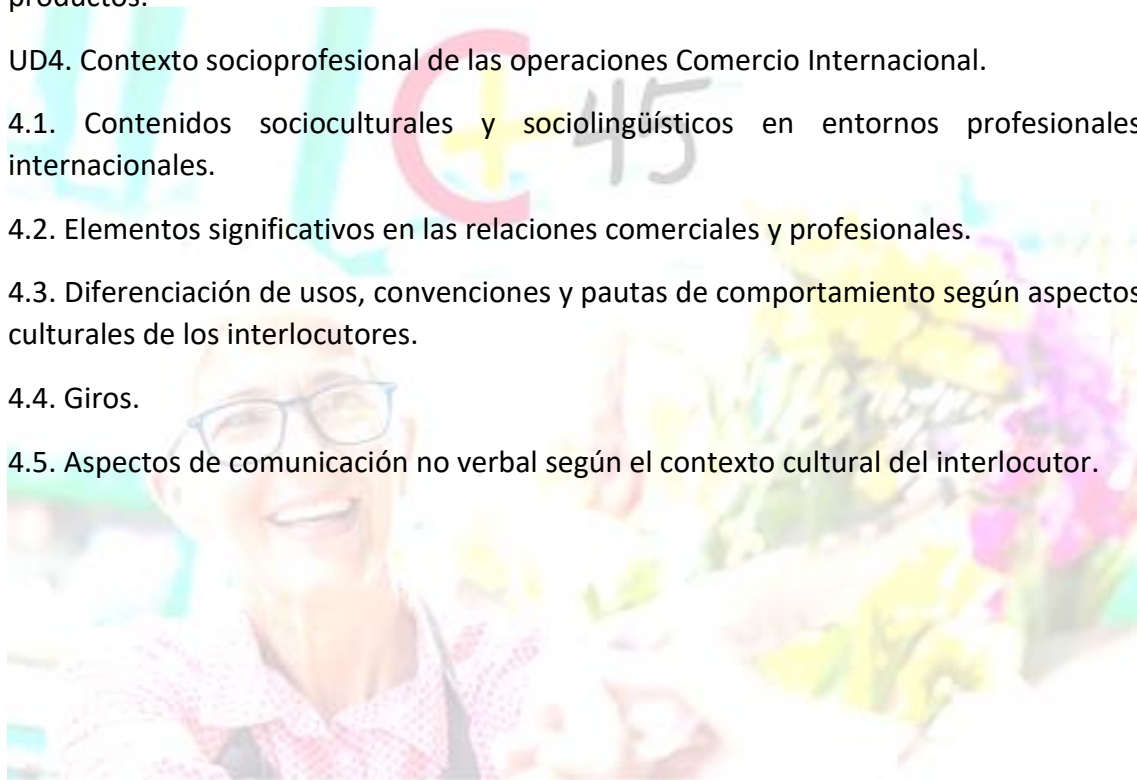 productos.
UD4. Contexto socioprofesional de las operaciones Comercio Internacional.
4.1. Contenidos socioculturales y sociolingüísticos en entornos profesionales
internacionales.
4.2. Elementos significativos en las relaciones comerciales y profesionales.
4.3. Diferenciación de usos, convenciones y pautas de comportamiento según aspectos
culturales de los interlocutores.
4.4. Giros.
4.5. Aspectos de comunicación no verbal según el contexto cultural del interlocutor.
+45